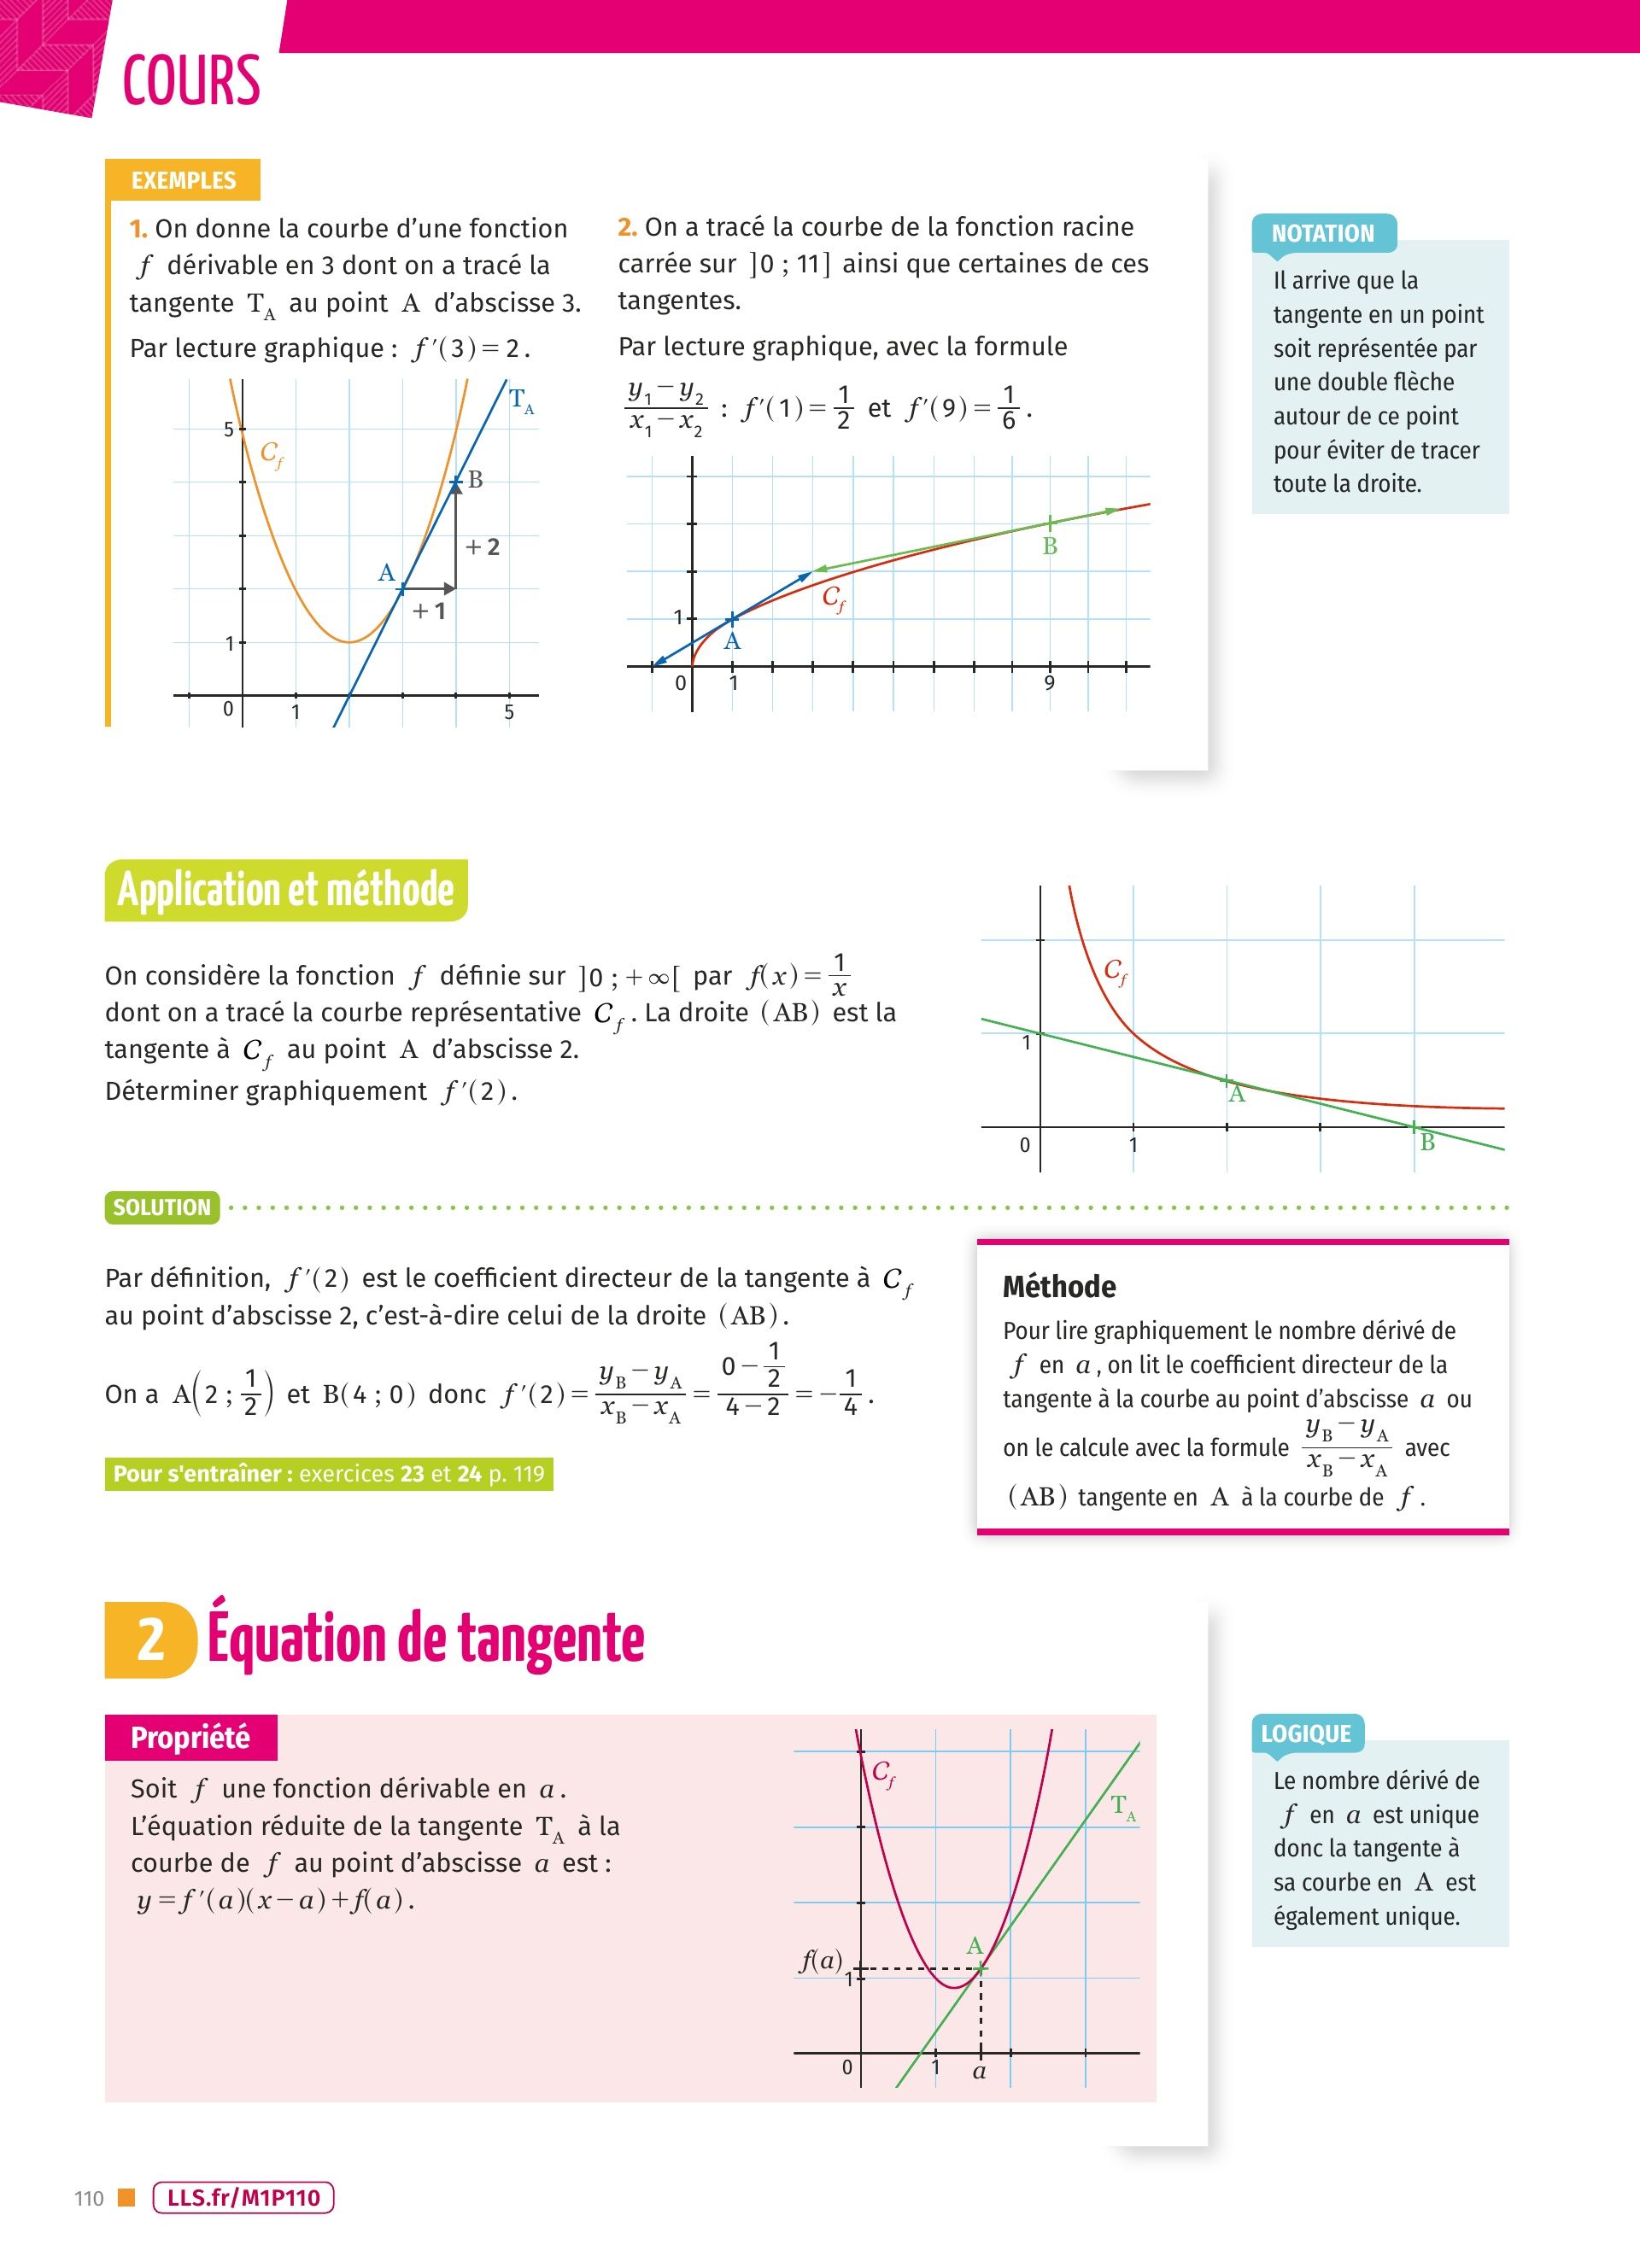 COURS
EXEMPLES
1. On donne la courbe d’une fonction
f dérivable en 3 dont on a tracé la
tangente T_A au point A d’abscisse 3.
Par lecture graphique : f ′(3) = 2.
5
C_f
T_A
B
+ 2
A
+ 1
1
0
1
5
2. On a tracé la courbe de la fonction racine
carrée sur ]0 ; 11] ainsi que certaines de ces
tangentes.
Par lecture graphique, avec la formule
(y_1 − y_2)/(x_1 − x_2) : f ′(1) = 1/2 et f ′(9) = 1/6.
B
C_f
1
A
0
1
9
NOTATION
Il arrive que la
tangente en un point
soit représentée par
une double flèche
autour de ce point
pour éviter de tracer
toute la droite.
Application et méthode
On considère la fonction f définie sur ]0 ; +∞[ par f(x) = 1/x
dont on a tracé la courbe représentative C_f. La droite (AB) est la
tangente à C_f au point A d’abscisse 2.
Déterminer graphiquement f ′(2).
C_f
1
A
0
1
B
SOLUTION
Par définition, f ′(2) est le coefficient directeur de la tangente à C_f
au point d’abscisse 2, c’est-à-dire celui de la droite (AB).
On a A(2 ; 1/2) et B(4 ; 0) donc f ′(2) = (y_B − y_A)/(x_B − x_A) = (0 − 1/2)/(4 − 2) = −1/4.
Pour s'entraîner : exercices 23 et 24 p. 119
Méthode
Pour lire graphiquement le nombre dérivé de
f en a, on lit le coefficient directeur de la
tangente à la courbe au point d’abscisse a ou
on le calcule avec la formule (y_B − y_A)/(x_B − x_A) avec
(AB) tangente en A à la courbe de f.
2 Équation de tangente
Propriété
Soit f une fonction dérivable en a.
L’équation réduite de la tangente T_A à la
courbe de f au point d’abscisse a est :
y = f ′(a)(x − a) + f(a).
C_f
T_A
A
f(a)
1
0
1
a
LOGIQUE
Le nombre dérivé de
f en a est unique
donc la tangente à
sa courbe en A est
également unique.
110
LLS.fr/M1P110